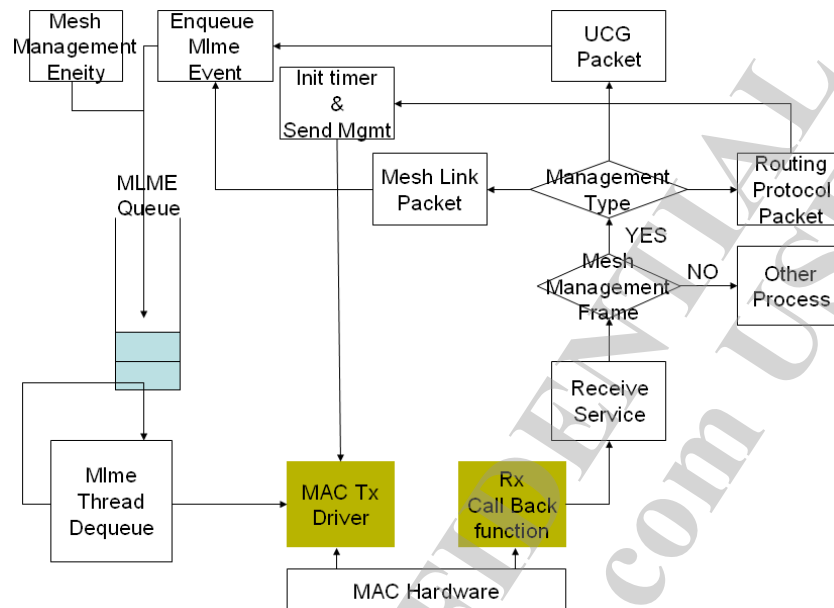 Mesh
Management
Eneity
Enqueue
Mlme
Event
UCG
Packet
Init timer
&
Send Mgmt
MLME
Queue
Mesh Link
Packet
Management
Type
Routing
Protocol
Packet
YES
Mesh
Management
Frame
NO
Other
Process
Receive
Service
Mlme
Thread
Dequeue
MAC Tx
Driver
Rx
Call Back
function
MAC Hardware